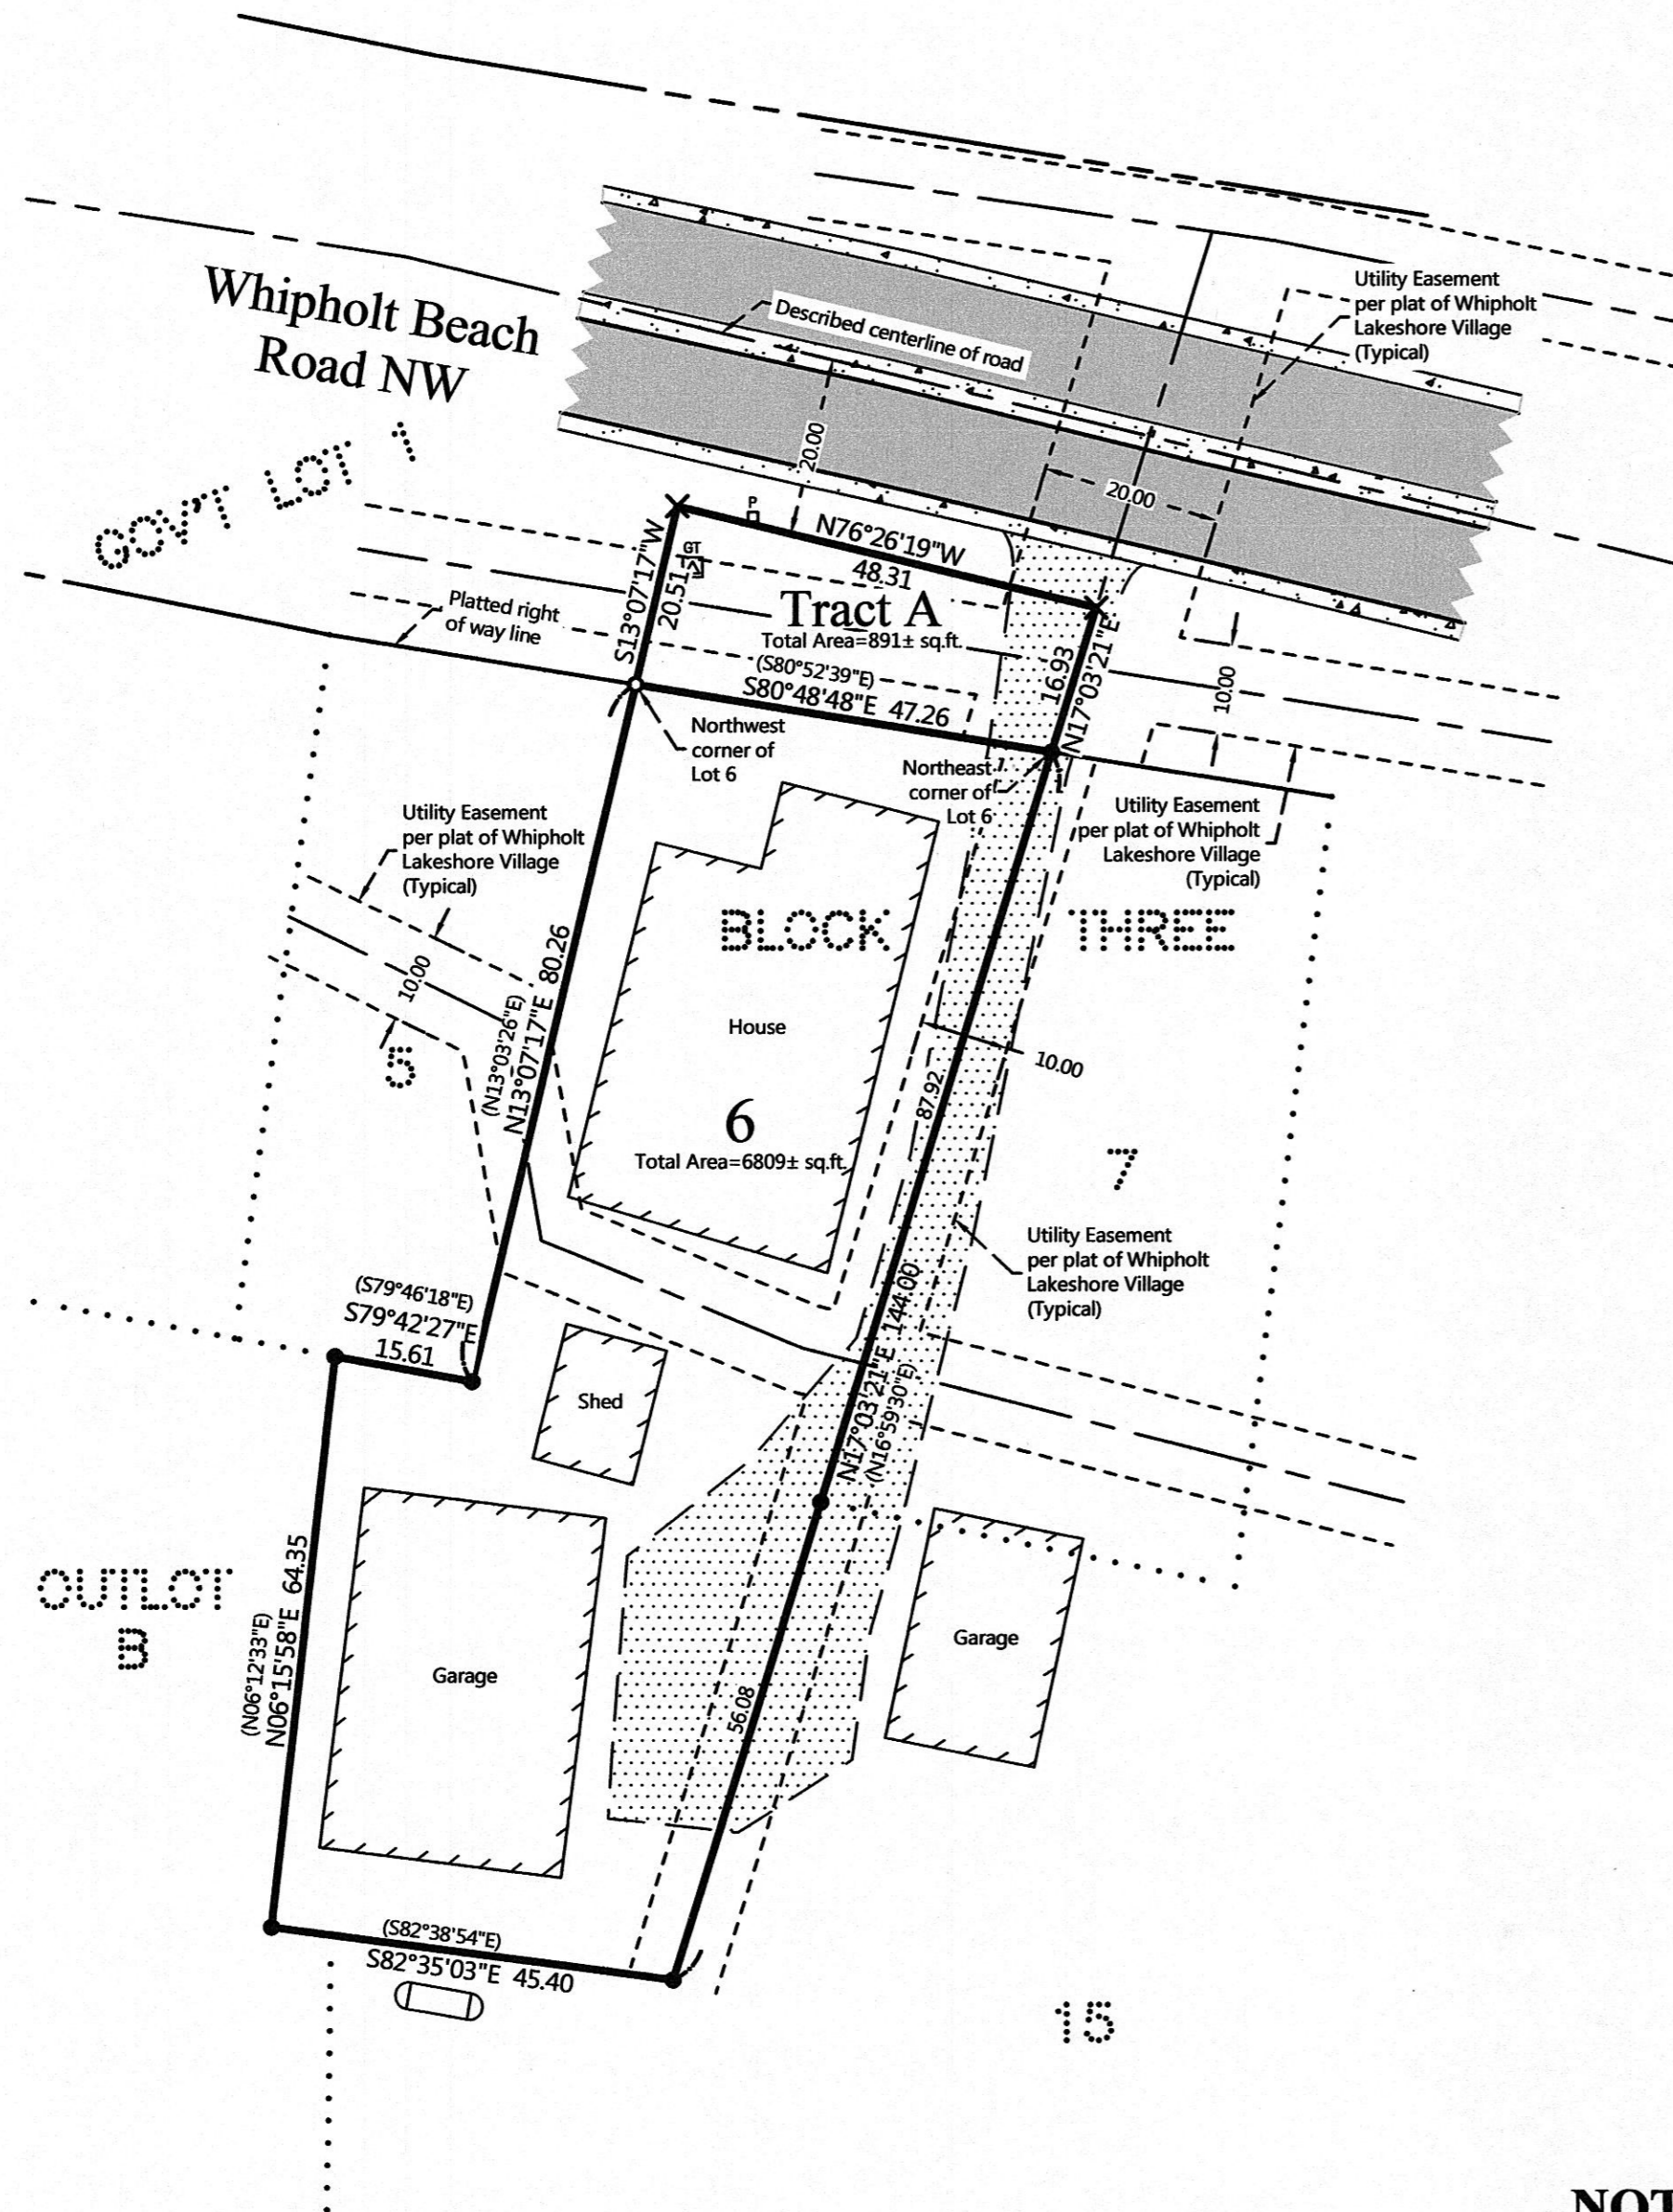 Whipholt Beach
Road NW
Described centerline of road
Utility Easement
per plat of Whipholt
Lakeshore Village
(Typical)
GOV'T LOT 1
20.00
20.00
P
GT
N76°26'19"W
48.31
S13°07'17"W
20.51
Tract A
Total Area=891± sq.ft.
(S80°52'39"E)
S80°48'48"E 47.26
16.93
N17°03'21"E
10.00
Platted right
of way line
Northwest
corner of
Lot 6
Northeast
corner of
Lot 6
Utility Easement
per plat of Whipholt
Lakeshore Village
(Typical)
Utility Easement
per plat of Whipholt
Lakeshore Village
(Typical)
BLOCK THREE
10.00
5
(N13°03'26"E)
N13°07'17"E 80.26
House
6
Total Area=6809± sq.ft.
87.92
10.00
7
Utility Easement
per plat of Whipholt
Lakeshore Village
(Typical)
N17°03'21"E 144.00
(N16°59'30"E)
(S79°46'18"E)
S79°42'27"E
15.61
Shed
OUTLOT
B
(N06°12'33"E)
N06°15'58"E 64.35
Garage
Garage
56.08
(S82°38'54"E)
S82°35'03"E 45.40
15
NOT